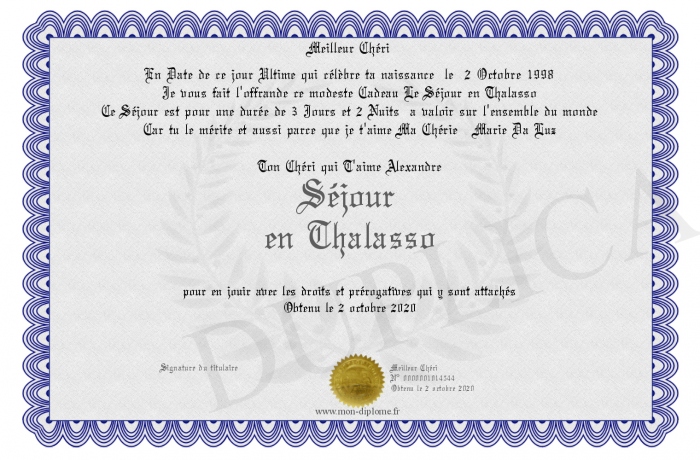 Meilleur Chéri
En Date de ce jour Ultime qui célèbre ta naissance le 2 Octobre 1998
Je vous fait l'offrande ce modeste Cadeau Le Séjour en Thalasso
Ce Séjour est pour une durée de 3 Jours et 2 Nuits a valoir sur l'ensemble du monde
Car tu le mérite et aussi parce que je t'aime Ma Chérie Marie Da Luz
Ton Chéri qui T'aime Alexandre
Séjour
en Thalasso
pour en jouir avec les droits et prérogatives qui y sont attachés
Obtenu le 2 octobre 2020
Signature du titulaire
Meilleur Chéri
N° 0000001014344
Obtenu le 2 octobre 2020
www.mon-diplome.fr
DUPLICA